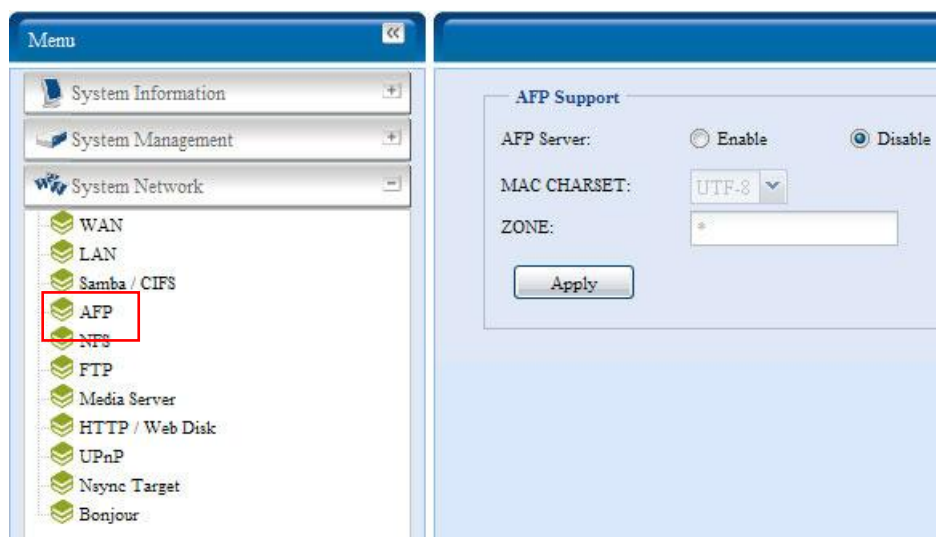 Menu
System Information
System Management
System Network
WAN
LAN
Samba / CIFS
AFP
NFS
FTP
Media Server
HTTP / Web Disk
UPnP
Nsync Target
Bonjour
AFP Support
AFP Server: Enable Disable
MAC CHARSET: UTF-8
ZONE: *
Apply